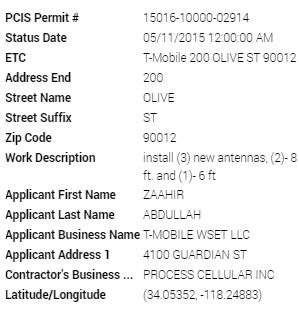 PCIS Permit # 15016-10000-02914
Status Date 05/11/2015 12:00:00 AM
ETC T-Mobile 200 OLIVE ST 90012
Address End 200
Street Name OLIVE
Street Suffix ST
Zip Code 90012
Work Description install (3) new antennas, (2)- 8
ft. and (1)- 6 ft
Applicant First Name ZAAHIR
Applicant Last Name ABDULLAH
Applicant Business Name T-MOBILE WSET LLC
Applicant Address 1 4100 GUARDIAN ST
Contractor's Business ... PROCESS CELLULAR INC
Latitude/Longitude (34.05352, -118.24883)